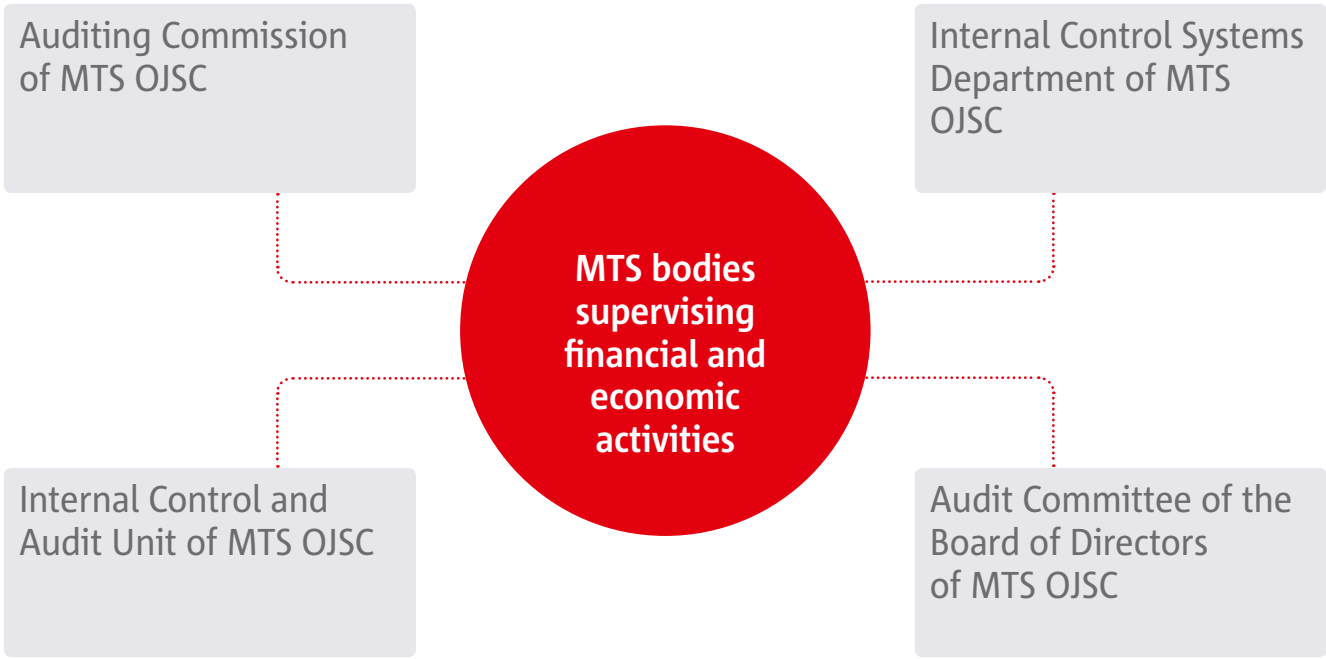 Auditing Commission
of MTS OJSC
Internal Control Systems
Department of MTS
OJSC
MTS bodies
supervising
financial and
economic
activities
Internal Control and
Audit Unit of MTS OJSC
Audit Committee of the
Board of Directors
of MTS OJSC